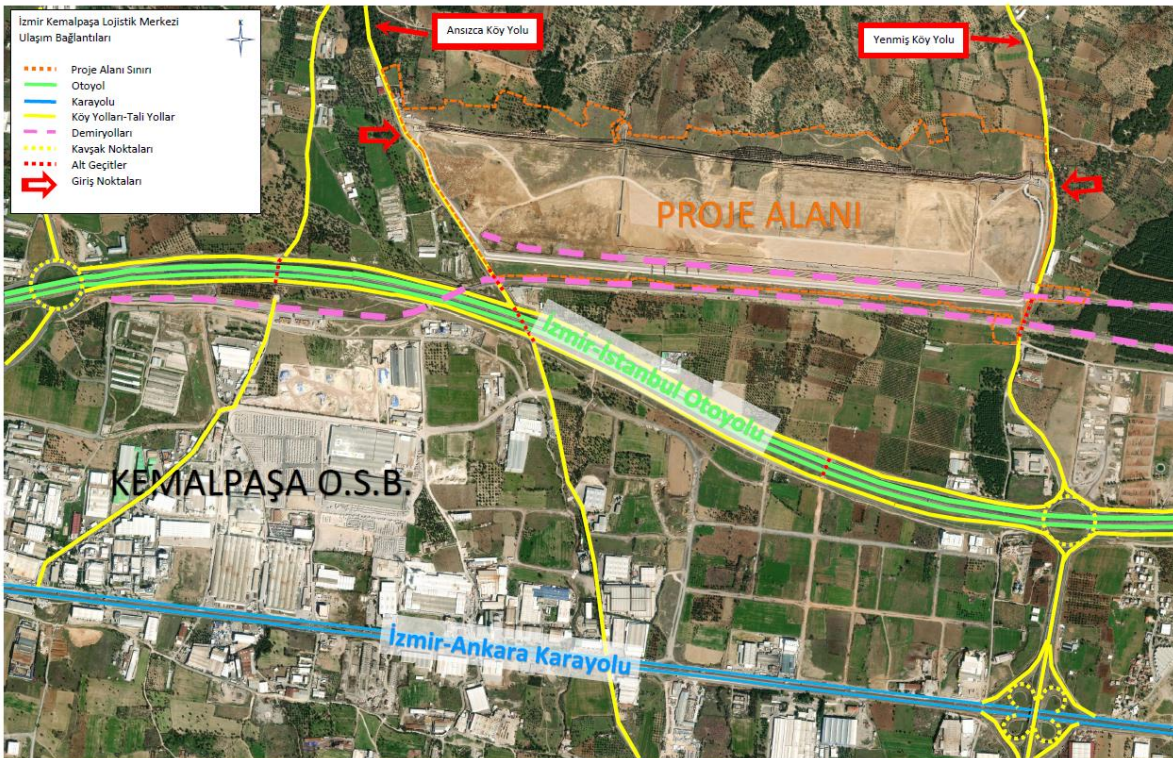 İzmir Kemalpaşa Lojistik Merkezi
Ulaşım Bağlantıları
Proje Alanı Sınırı
Otoyol
Karayolu
Köy Yolları-Tali Yollar
Demiryolları
Kavşak Noktaları
Alt Geçitler
Giriş Noktaları
Ansızca Köy Yolu
Yenmiş Köy Yolu
PROJE ALANI
İzmir-İstanbul Otoyolu
KEMALPAŞA O.S.B.
İzmir-Ankara Karayolu